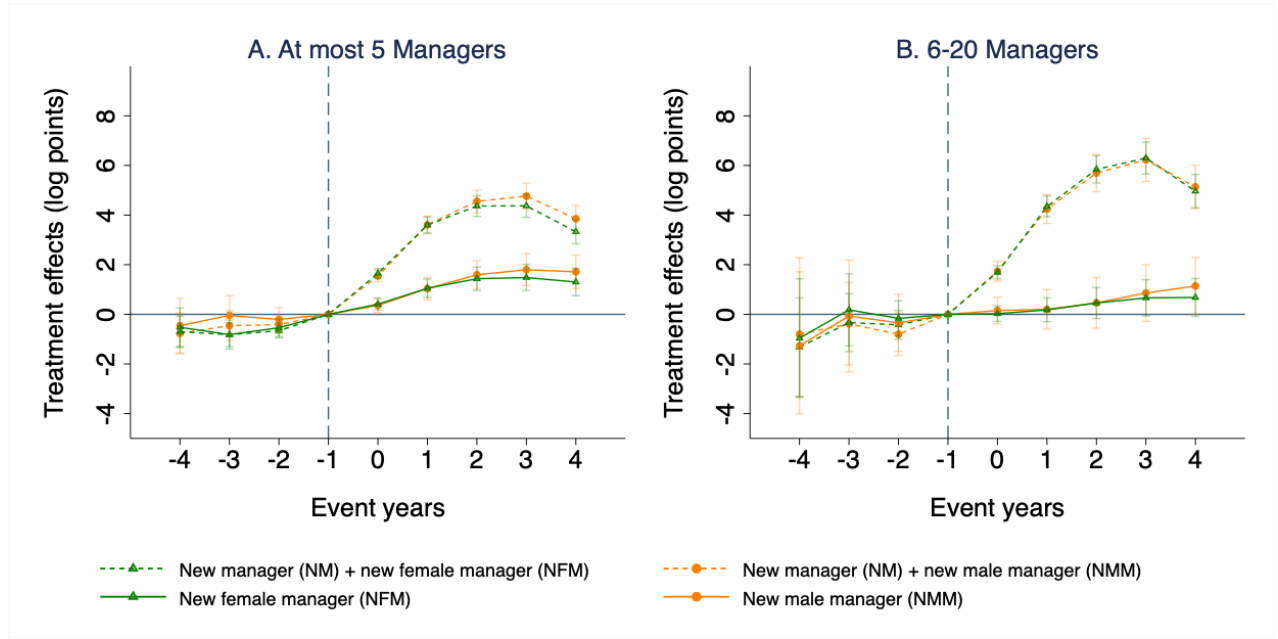 A. At most 5 Managers
B. 6-20 Managers
Treatment effects (log points)
8
6
4
2
0
-2
-4
-4 -3 -2 -1 0 1 2 3 4
Event years
Treatment effects (log points)
8
6
4
2
0
-2
-4
-4 -3 -2 -1 0 1 2 3 4
Event years
New manager (NM) + new female manager (NFM)
New manager (NM) + new male manager (NMM)
New female manager (NFM)
New male manager (NMM)